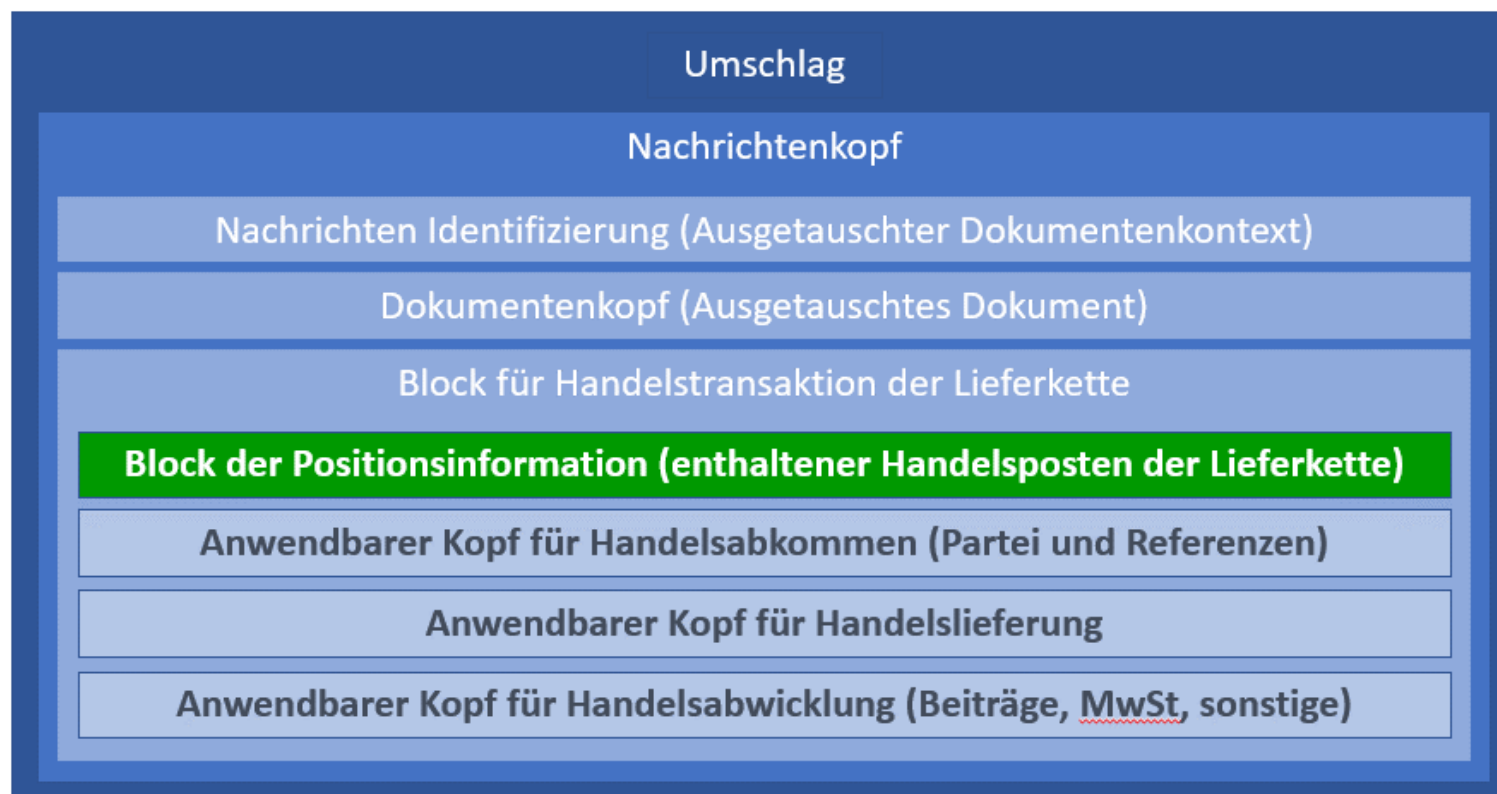 Umschlag
Nachrichtenkopf
Nachrichten Identifizierung (Ausgetauschter Dokumentenkontext)
Dokumentenkopf (Ausgetauschtes Dokument)
Block für Handelstransaktion der Lieferkette
Block der Positionsinformation (enthaltener Handelsposten der Lieferkette)
Anwendbarer Kopf für Handelsabkommen (Partei und Referenzen)
Anwendbarer Kopf für Handelslieferung
Anwendbarer Kopf für Handelsabwicklung (Beiträge, MwSt, sonstige)